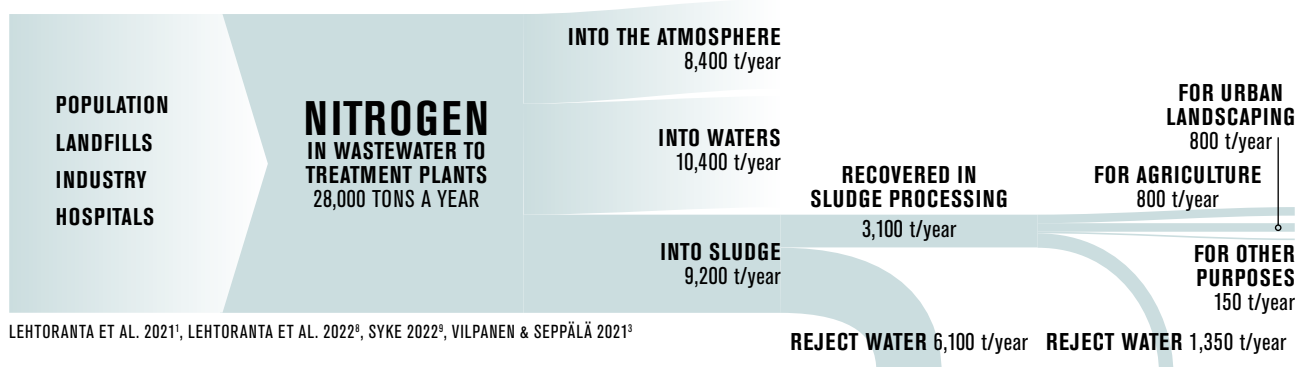 POPULATION
LANDFILLS
INDUSTRY
HOSPITALS
NITROGEN
IN WASTEWATER TO
TREATMENT PLANTS
28,000 TONS A YEAR
INTO THE ATMOSPHERE
8,400 t/year
INTO WATERS
10,400 t/year
INTO SLUDGE
9,200 t/year
RECOVERED IN
SLUDGE PROCESSING
3,100 t/year
REJECT WATER 6,100 t/year
FOR AGRICULTURE
800 t/year
FOR URBAN
LANDSCAPING
800 t/year
FOR OTHER
PURPOSES
150 t/year
REJECT WATER 1,350 t/year
LEHTORANTA ET AL. 2021¹, LEHTORANTA ET AL. 2022⁸, SYKE 2022⁹, VILPANEN & SEPPÄLÄ 2021³